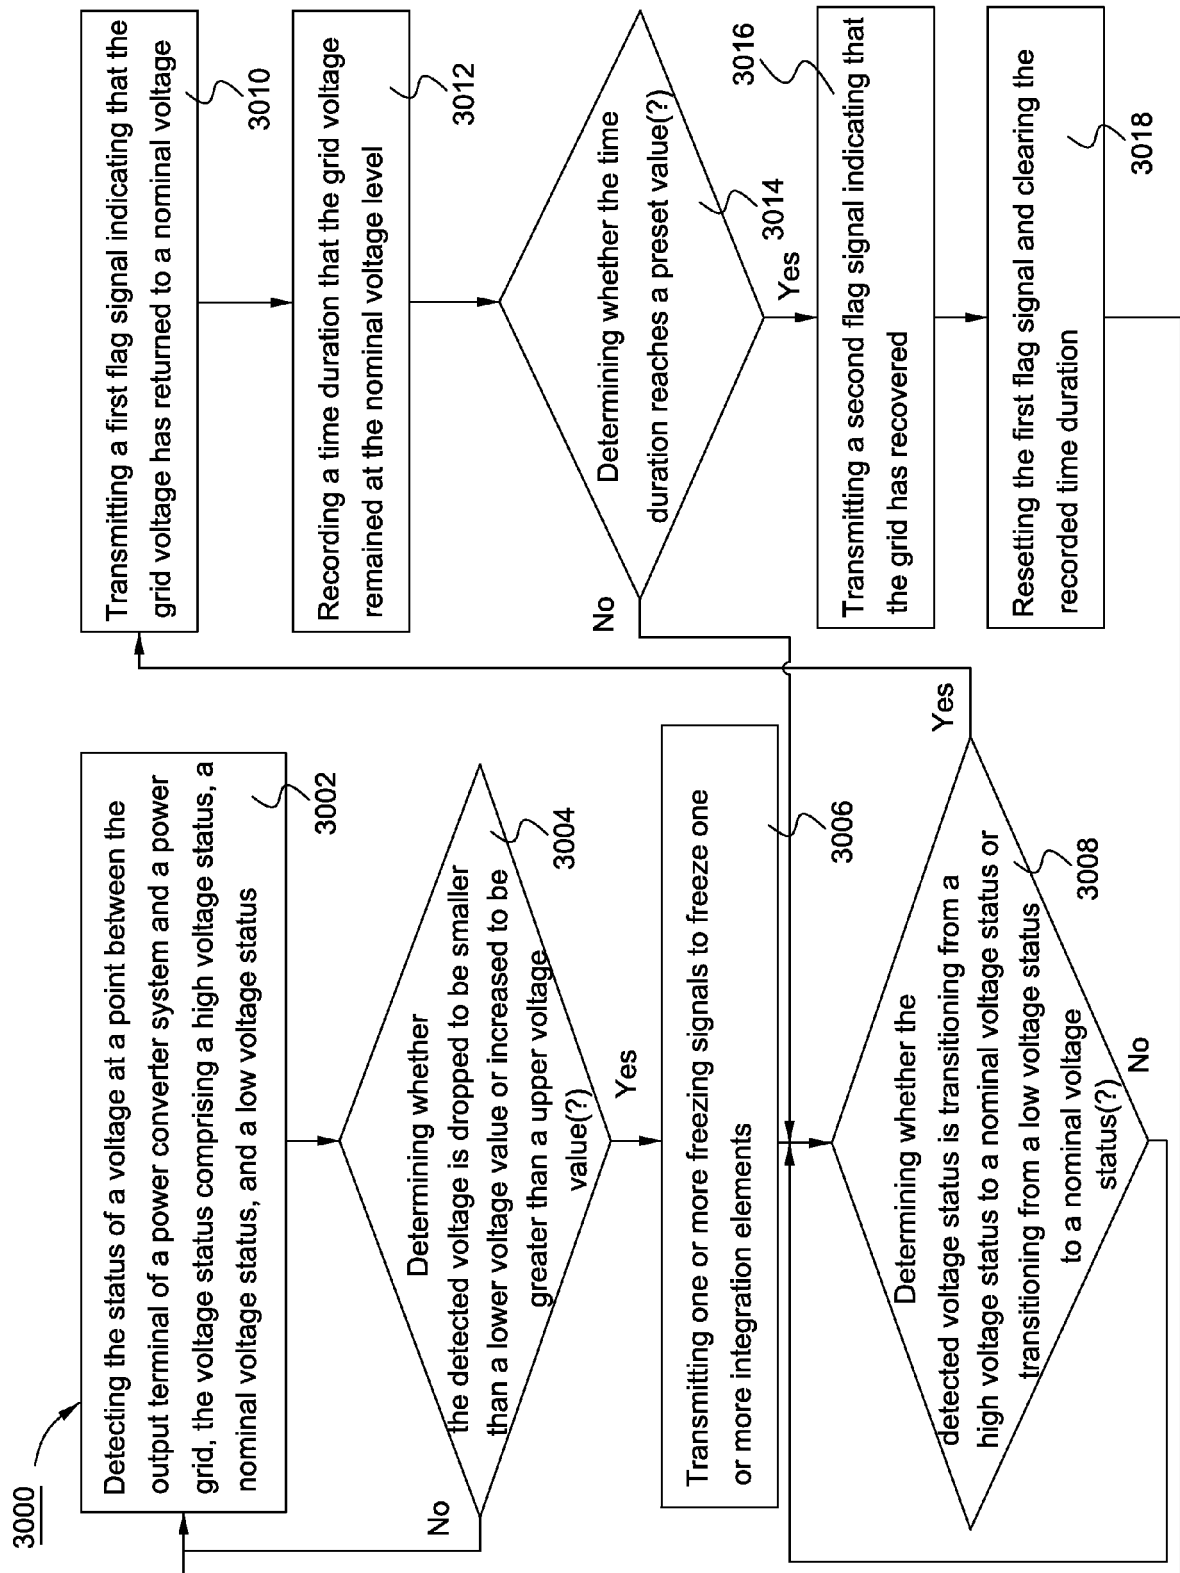 3000
Detecting the status of a voltage at a point between the
output terminal of a power converter system and a power
grid, the voltage status comprising a high voltage status, a
nominal voltage status, and a low voltage status
3002
Determining whether
the detected voltage is dropped to be smaller
than a lower voltage value or increased to be
greater than a upper voltage
value(?)
3004
No
Yes
Transmitting one or more freezing signals to freeze one
or more integration elements
3006
Determining whether the
detected voltage status is transitioning from a
high voltage status to a nominal voltage status or
transitioning from a low voltage status
to a nominal voltage
status(?)
3008
Yes
No
Transmitting a first flag signal indicating that the
grid voltage has returned to a nominal voltage
3010
Recording a time duration that the grid voltage
remained at the nominal voltage level
3012
Determining whether the time
duration reaches a preset value(?)
3014
No
Yes
Transmitting a second flag signal indicating that
the grid has recovered
3016
Resetting the first flag signal and clearing the
recorded time duration
3018